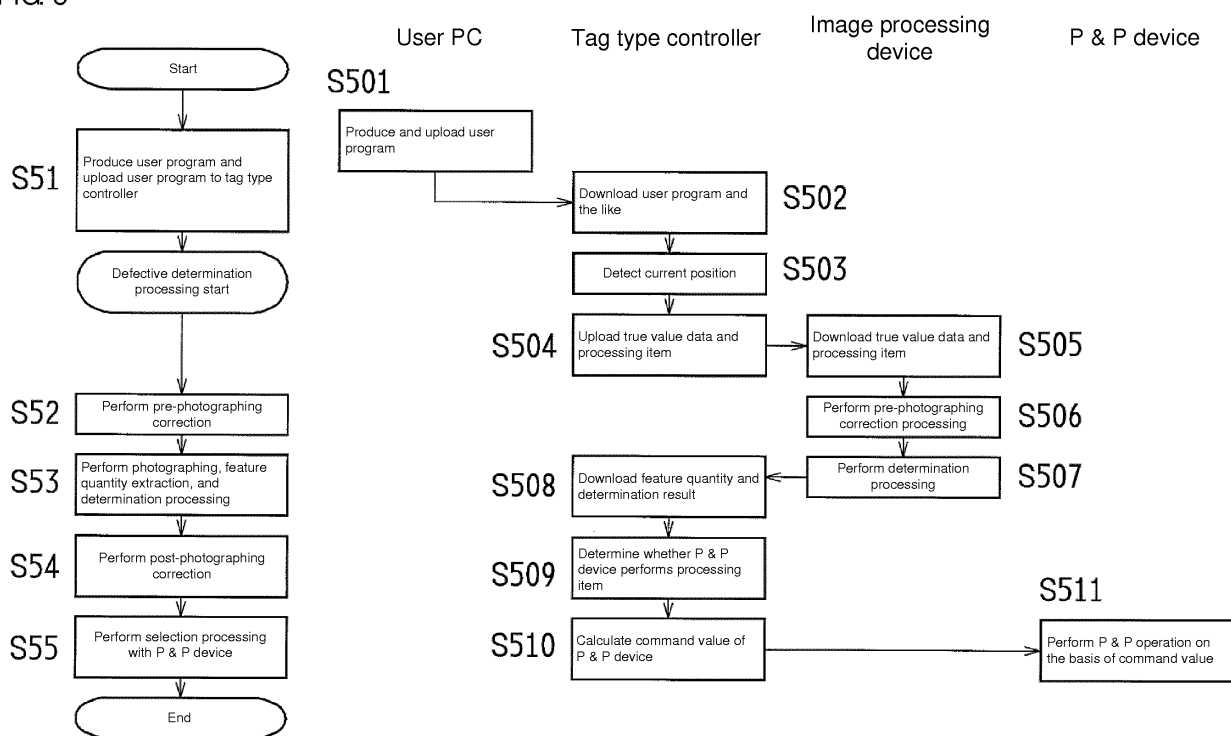 User PC
Tag type controller
Image processing
device
P & P device
Start
S51
Produce user program and
upload user program to tag type
controller
Defective determination
processing start
S52
Perform pre-photographing
correction
S53
Perform photographing, feature
quantity extraction, and
determination processing
S54
Perform post-photographing
correction
S55
Perform selection processing
with P & P device
End
S501
Produce and upload user
program
Download user program and
the like
S502
Detect current position
S503
S504
Upload true value data and
processing item
Download true value data and
processing item
S505
Perform pre-photographing
correction processing
S506
Perform determination
processing
S507
S508
Download feature quantity and
determination result
S509
Determine whether P & P
device performs processing
item
S510
Calculate command value of
P & P device
S511
Perform P & P operation on
the basis of command value